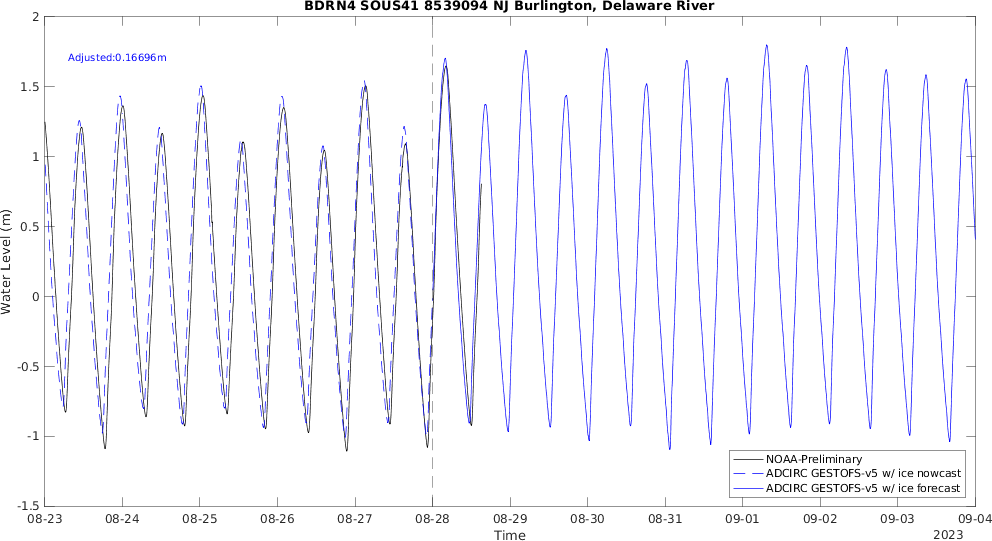 BDRN4 SOUS41 8539094 NJ Burlington, Delaware River
2
Adjusted:0.16696m
1.5
1
0.5
0
-0.5
-1
-1.5
Water Level (m)
NOAA-Preliminary
ADCIRC GESTOFS-v5 w/ ice nowcast
ADCIRC GESTOFS-v5 w/ ice forecast
08-23 08-24 08-25 08-26 08-27 08-28 08-29 08-30 08-31 09-01 09-02 09-03 09-04
Time
2023